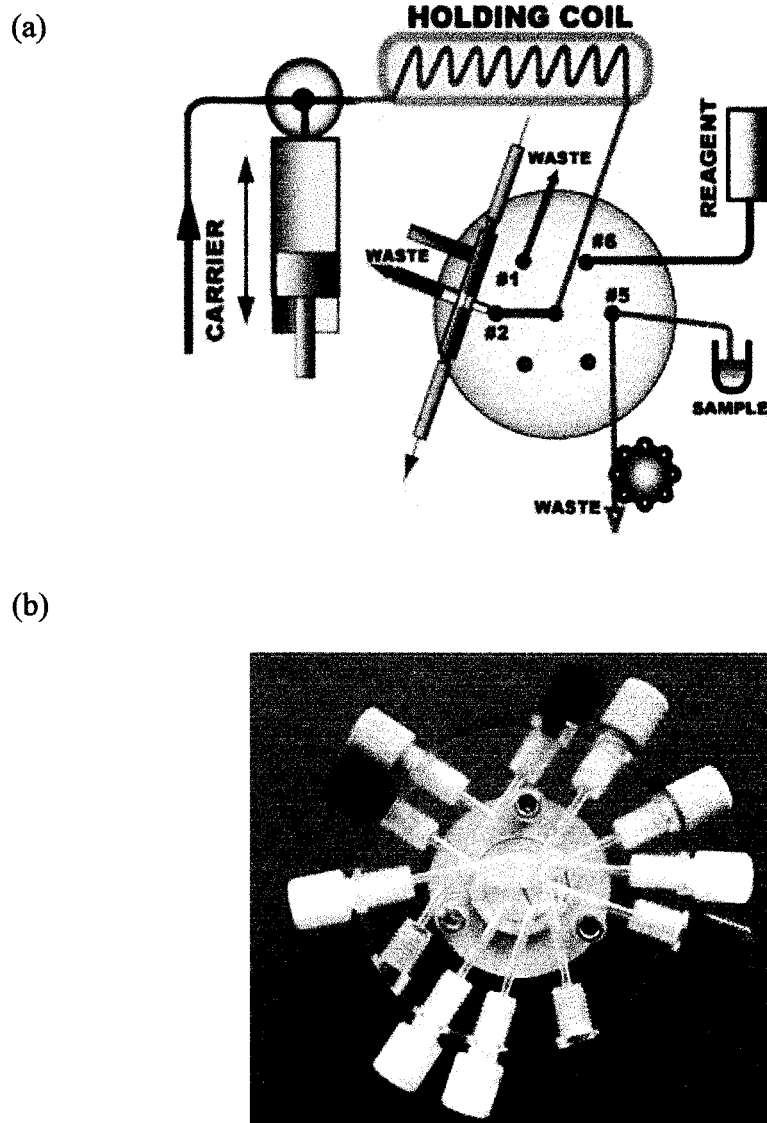 (a)
HOLDING COIL
CARRIER
WASTE
WASTE
REAGENT
#1
#6
#2
#5
SAMPLE
WASTE
(b)